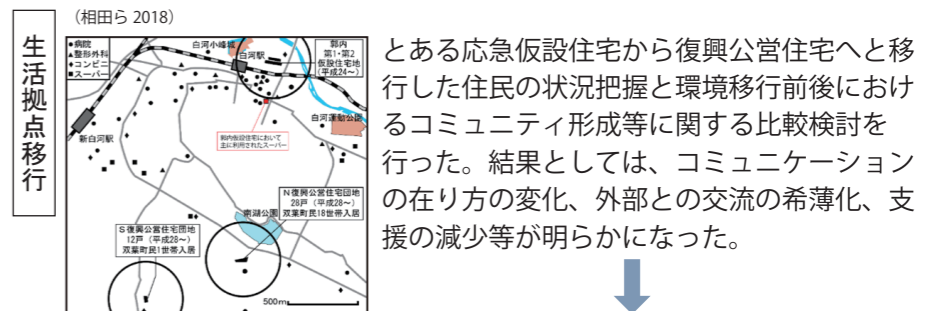 （相田ら 2018）
生活拠点移行
●病院
▲整形外科
♦コンビニ
■スーパー
白河小峰城
白河駅
郭内
第1・第2
仮設住宅地
（平成24～）
新白河駅
白河運動公園
郭内仮設住宅において
主に利用されたスーパー
N復興公営住宅団地
28戸（平成28～）
双葉町民18世帯入居
南湖公園
S復興公営住宅団地
12戸（平成28～）
双葉町民1世帯入居
500m
とある応急仮設住宅から復興公営住宅へと移
行した住民の状況把握と環境移行前後におけ
るコミュニティ形成等に関する比較検討を
行った。結果としては、コミュニケーション
の在り方の変化、外部との交流の希薄化、支
援の減少等が明らかになった。